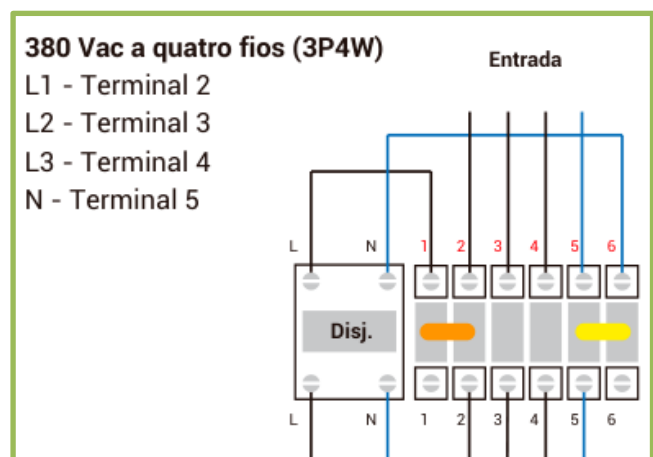 380 Vac a quatro fios (3P4W)
L1 - Terminal 2
L2 - Terminal 3
L3 - Terminal 4
N - Terminal 5
Entrada
L N 1 2 3 4 5 6
Disj.
L N 1 2 3 4 5 6